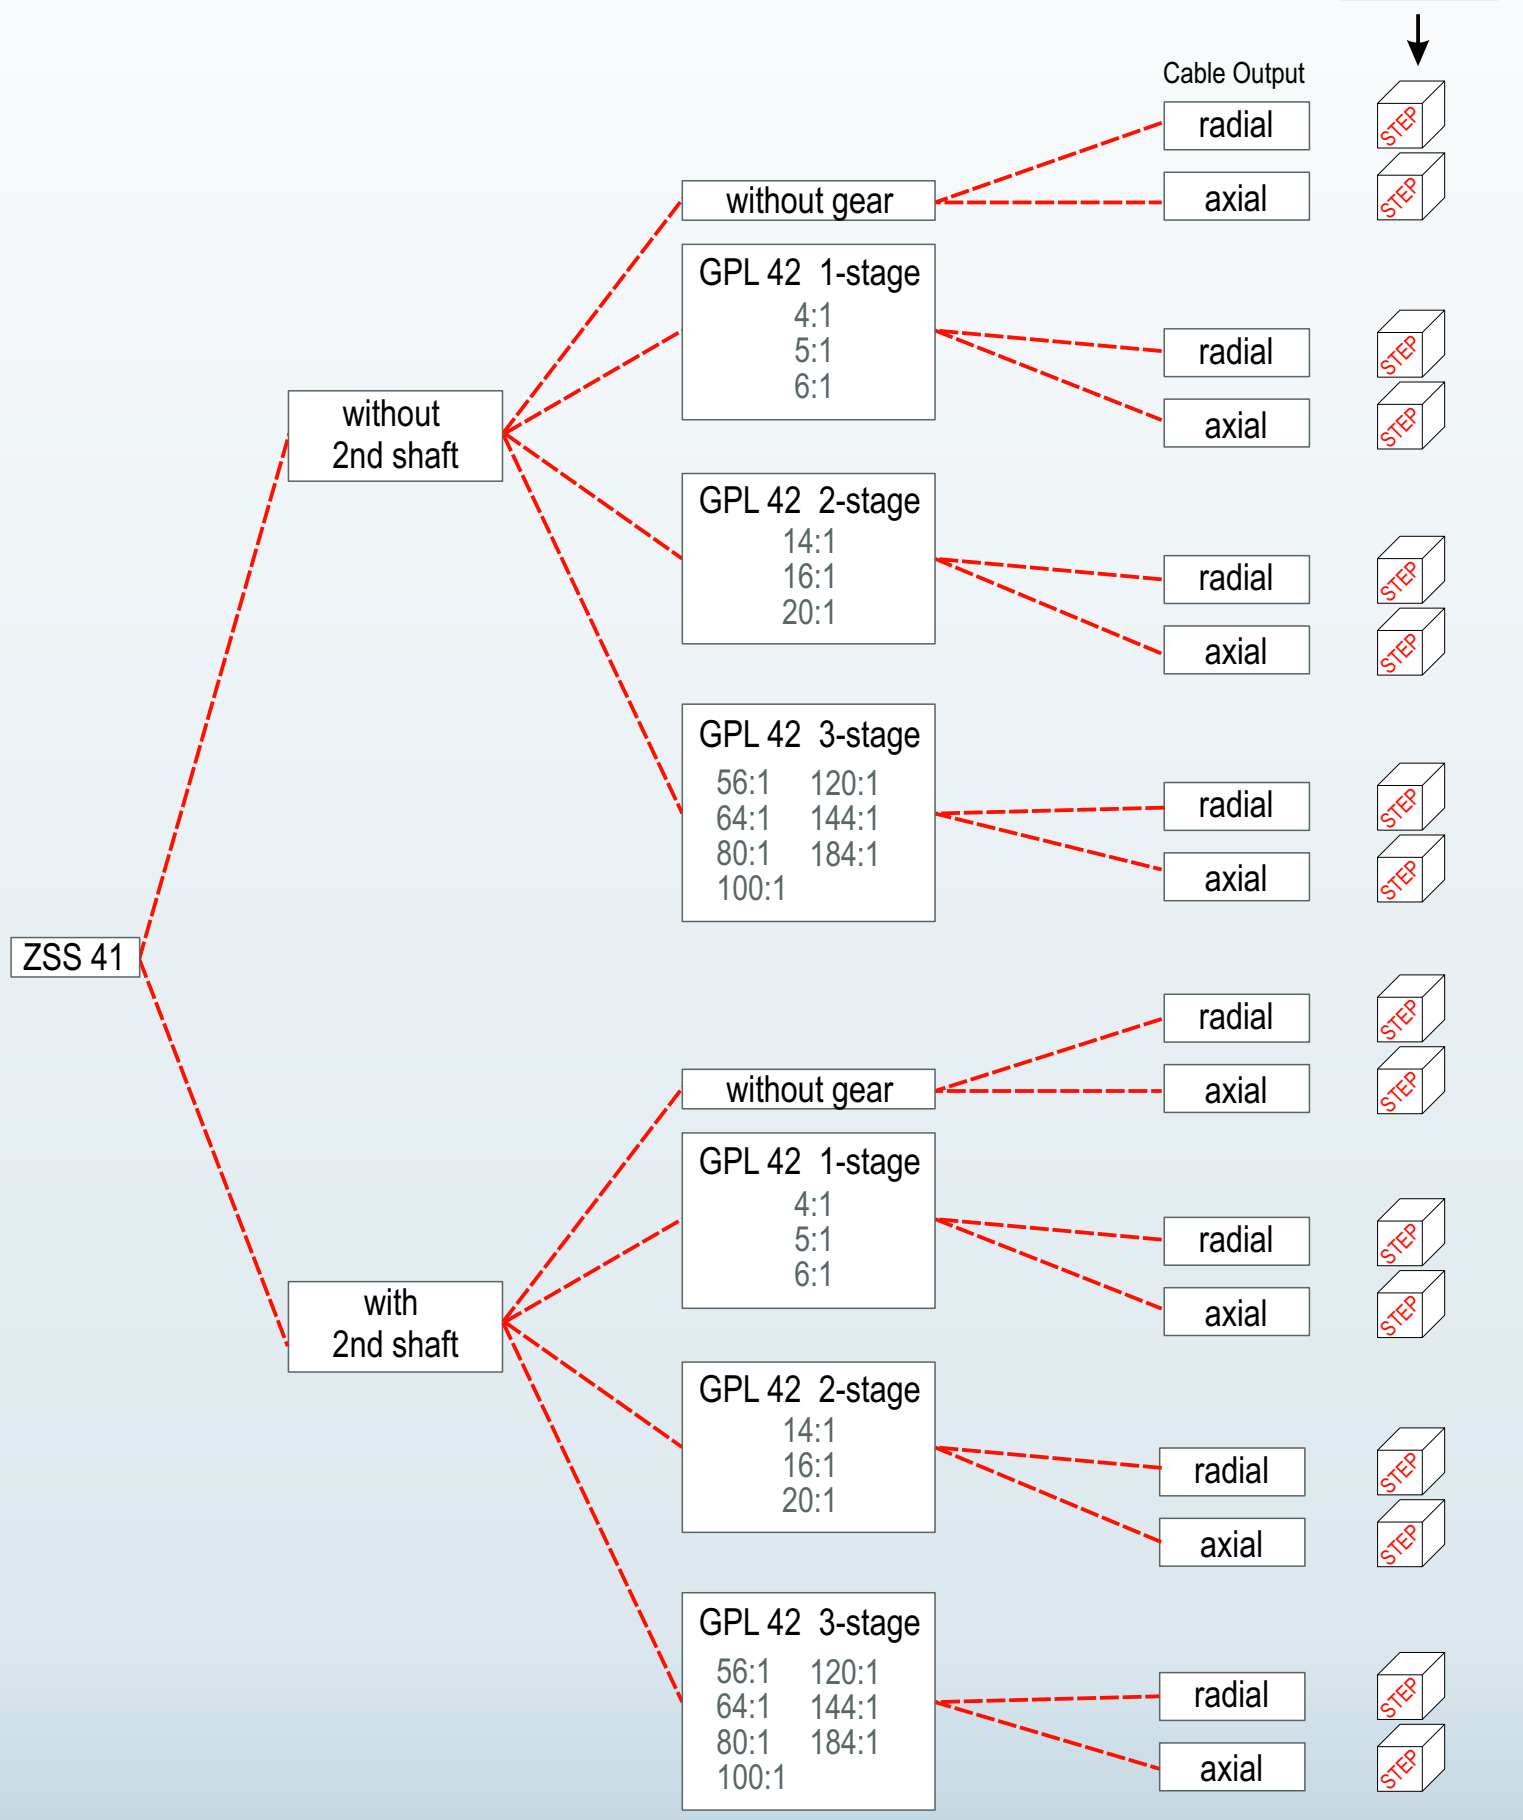 Cable Output
radial
STEP
axial
STEP
without gear
GPL 42 1-stage
4:1
5:1
6:1
radial
STEP
axial
STEP
without
2nd shaft
GPL 42 2-stage
14:1
16:1
20:1
radial
STEP
axial
STEP
GPL 42 3-stage
56:1 120:1
64:1 144:1
80:1 184:1
100:1
radial
STEP
axial
STEP
ZSS 41
radial
STEP
axial
STEP
without gear
GPL 42 1-stage
4:1
5:1
6:1
radial
STEP
axial
STEP
with
2nd shaft
GPL 42 2-stage
14:1
16:1
20:1
radial
STEP
axial
STEP
GPL 42 3-stage
56:1 120:1
64:1 144:1
80:1 184:1
100:1
radial
STEP
axial
STEP